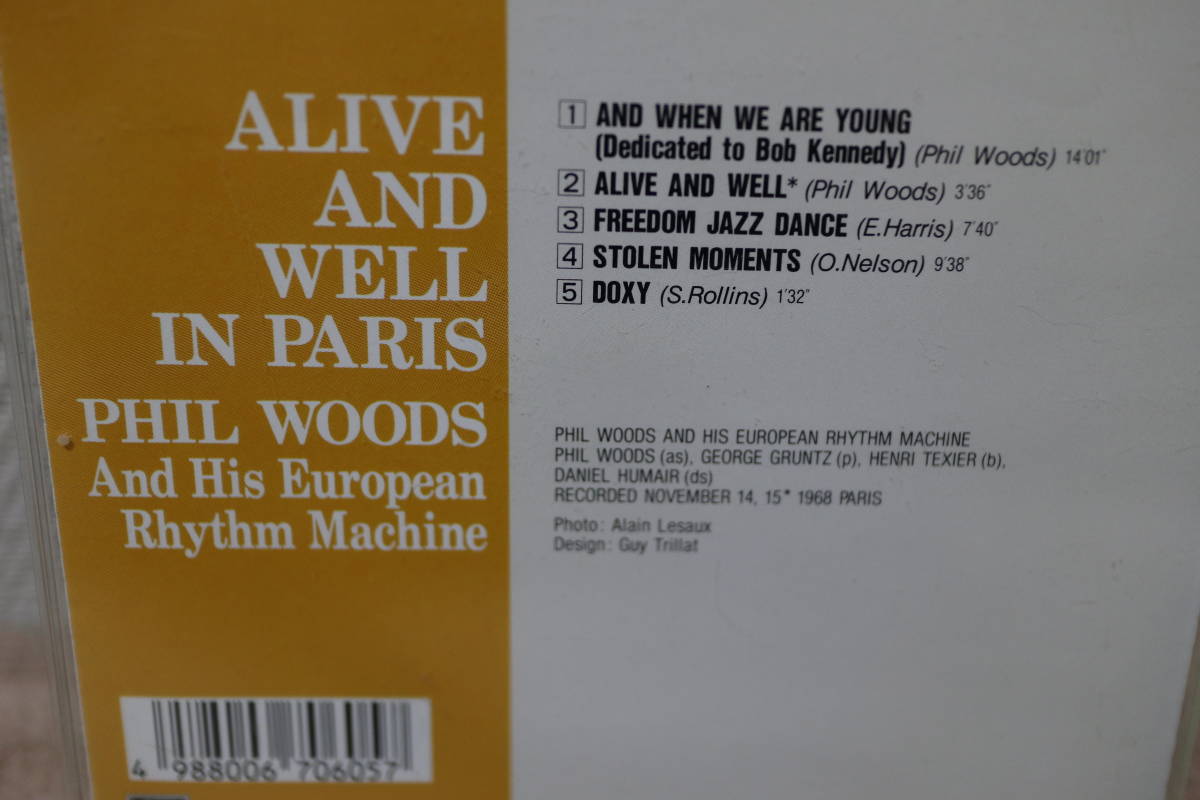 ALIVE
AND
WELL
IN PARIS
PHIL WOODS
And His European
Rhythm Machine
1 AND WHEN WE ARE YOUNG
(Dedicated to Bob Kennedy) (Phil Woods) 14'01"
2 ALIVE AND WELL* (Phil Woods) 3'36"
3 FREEDOM JAZZ DANCE (E.Harris) 7'40"
4 STOLEN MOMENTS (O.Nelson) 9'38"
5 DOXY (S.Rollins) 1'32"
PHIL WOODS AND HIS EUROPEAN RHYTHM MACHINE
PHIL WOODS (as), GEORGE GRUNTZ (p), HENRI TEXIER (b),
DANIEL HUMAIR (ds)
RECORDED NOVEMBER 14, 15* 1968 PARIS
Photo: Alain Lesaux
Design: Guy Trillat
4 988006 706057